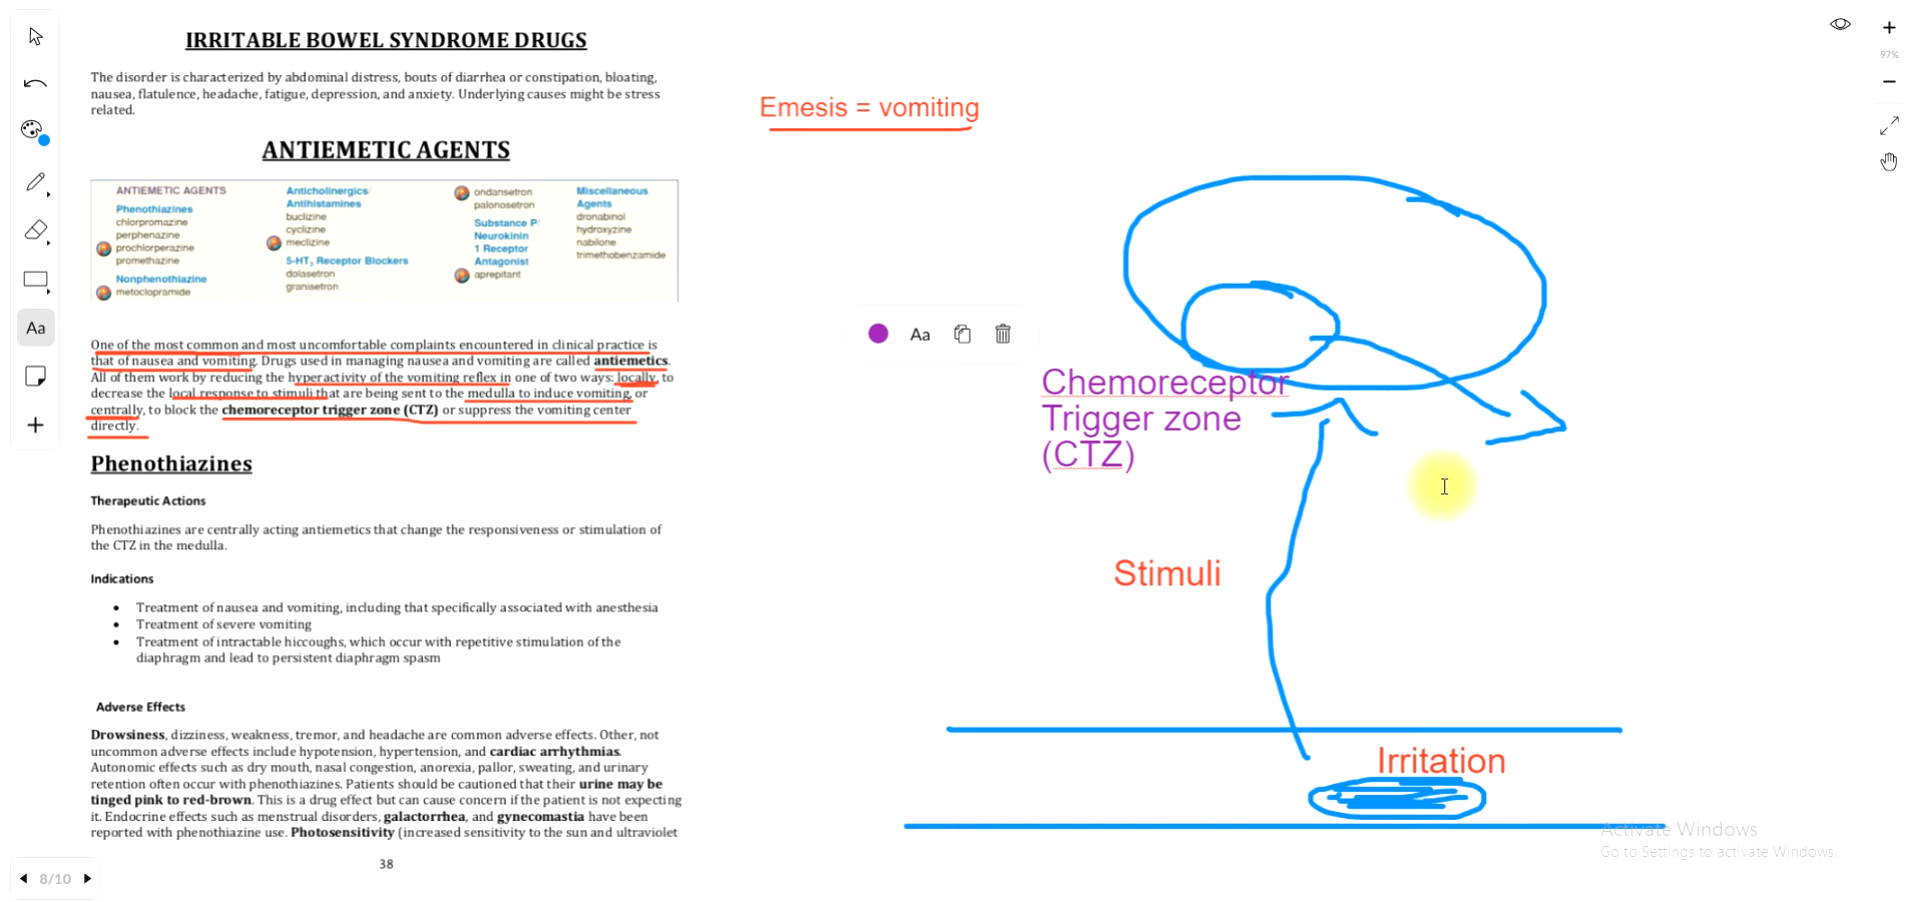 IRRITABLE BOWEL SYNDROME DRUGS
The disorder is characterized by abdominal distress, bouts of diarrhea or constipation, bloating,
nausea, flatulence, headache, fatigue, depression, and anxiety. Underlying causes might be stress
related.
ANTIEMETIC AGENTS
ANTIEMETIC AGENTS
Phenothiazines
chlorpromazine
perphenazine
prochlorperazine
promethazine
Nonphenothiazine
metoclopramide
Anticholinergics/
Antihistamines
buclizine
cyclizine
meclizine
5-HT3 Receptor Blockers
dolasetron
granisetron
ondansetron
palonosetron
Substance P/
Neurokinin
1 Receptor
Antagonist
aprepitant
Miscellaneous
Agents
dronabinol
hydroxyzine
nabilone
trimethobenzamide
One of the most common and most uncomfortable complaints encountered in clinical practice is
that of nausea and vomiting. Drugs used in managing nausea and vomiting are called antiemetics.
All of them work by reducing the hyperactivity of the vomiting reflex in one of two ways: locally, to
decrease the local response to stimuli that are being sent to the medulla to induce vomiting, or
centrally, to block the chemoreceptor trigger zone (CTZ) or suppress the vomiting center
directly.
Phenothiazines
Therapeutic Actions
Phenothiazines are centrally acting antiemetics that change the responsiveness or stimulation of
the CTZ in the medulla.
Indications
• Treatment of nausea and vomiting, including that specifically associated with anesthesia
• Treatment of severe vomiting
• Treatment of intractable hiccoughs, which occur with repetitive stimulation of the
diaphragm and lead to persistent diaphragm spasm
Adverse Effects
Drowsiness, dizziness, weakness, tremor, and headache are common adverse effects. Other, not
uncommon adverse effects include hypotension, hypertension, and cardiac arrhythmias.
Autonomic effects such as dry mouth, nasal congestion, anorexia, pallor, sweating, and urinary
retention often occur with phenothiazines. Patients should be cautioned that their urine may be
tinged pink to red-brown. This is a drug effect but can cause concern if the patient is not expecting
it. Endocrine effects such as menstrual disorders, galactorrhea, and gynecomastia have been
reported with phenothiazine use. Photosensitivity (increased sensitivity to the sun and ultraviolet
38
Emesis = vomiting
Aa
Chemoreceptor
Trigger zone
(CTZ)
Stimuli
Irritation
Aa
8/10
97%
Activate Windows
Go to Settings to activate Windows.